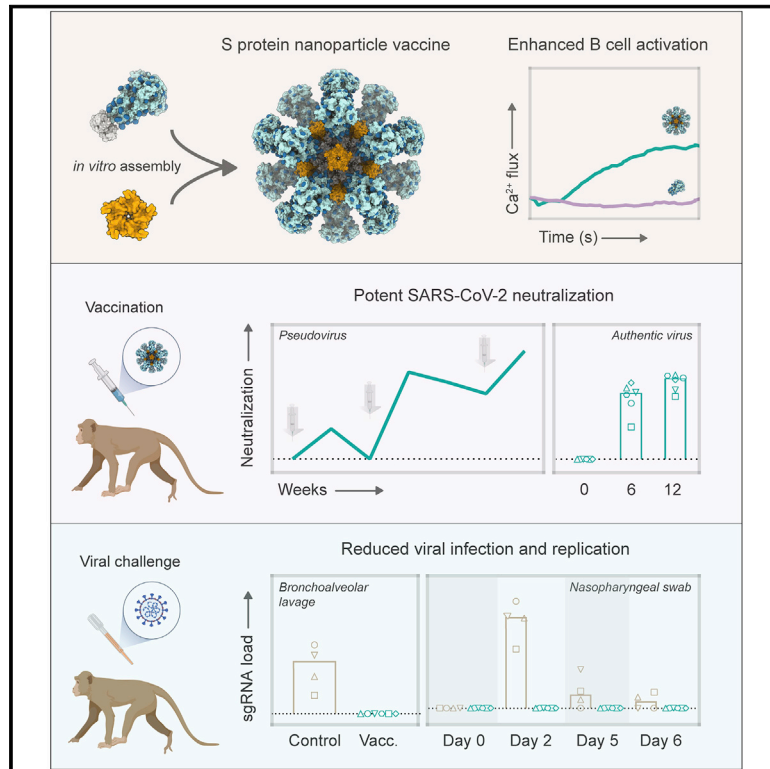 S protein nanoparticle vaccine
Enhanced B cell activation
in vitro assembly
Ca²⁺ flux
Time (s)
Potent SARS-CoV-2 neutralization
Vaccination
Pseudovirus
Authentic virus
Neutralization
Weeks
0 6 12
Reduced viral infection and replication
Viral challenge
Bronchoalveolar
lavage
Nasopharyngeal swab
sgRNA load
Control Vacc. Day 0 Day 2 Day 5 Day 6